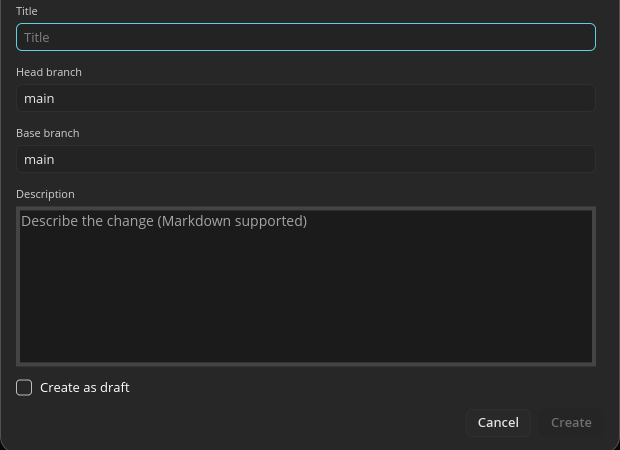 Title
Title
Head branch
main
Base branch
main
Description
Describe the change (Markdown supported)
Create as draft
Cancel
Create